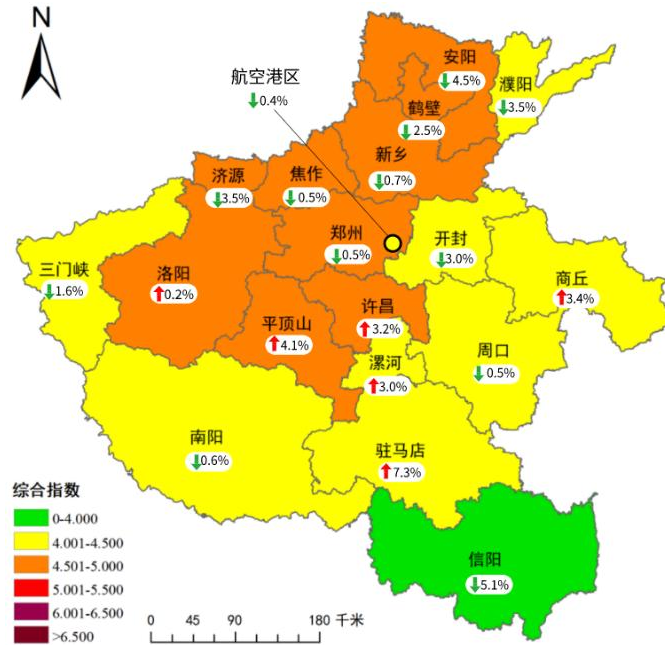 N
安阳
4.5%
濮阳
3.5%
航空港区
0.4%
鹤壁
2.5%
新乡
0.7%
济源
3.5%
焦作
0.5%
郑州
0.5%
开封
3.0%
三门峡
1.6%
洛阳
0.2%
商丘
3.4%
平顶山
4.1%
许昌
3.2%
漯河
3.0%
周口
0.5%
南阳
0.6%
驻马店
7.3%
信阳
5.1%
综合指数
0-4.000
4.001-4.500
4.501-5.000
5.001-5.500
6.001-6.500
>6.500
0 45 90 180 千米